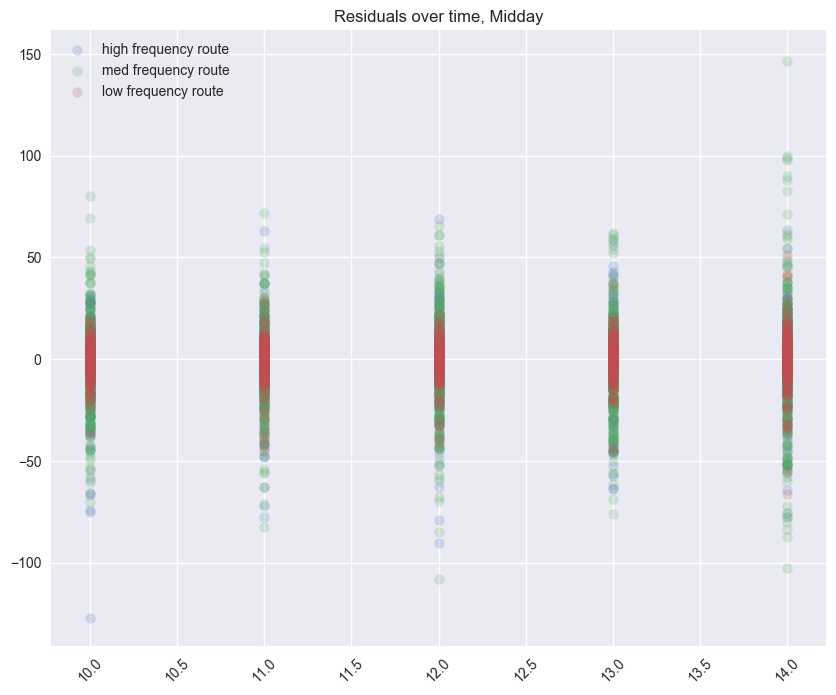 Residuals over time, Midday
high frequency route
med frequency route
low frequency route
150
100
50
0
−50
−100
10.0 10.5 11.0 11.5 12.0 12.5 13.0 13.5 14.0